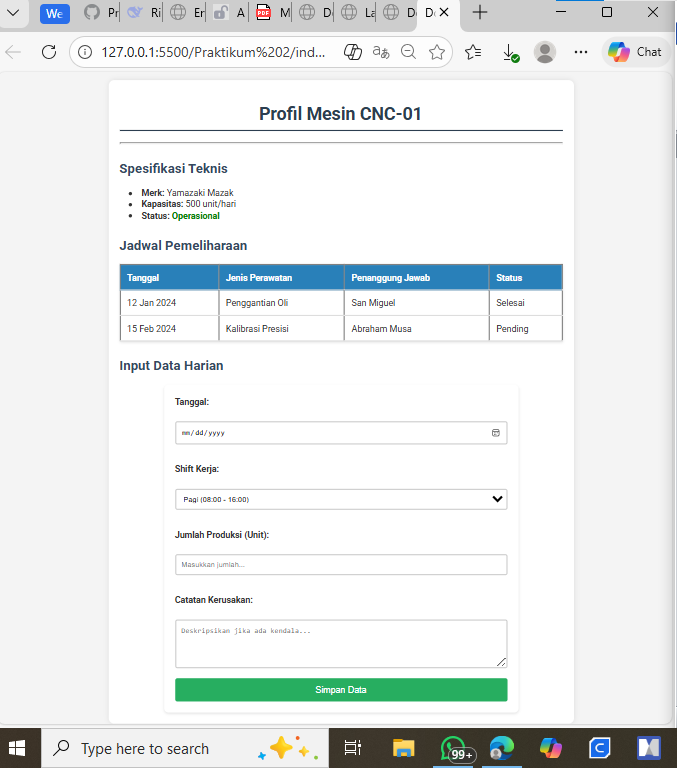 We
Pr
Ri
Er
A
PDF
M
D
La
D
D
127.0.0.1:5500/Praktikum%202/ind...
Chat
Profil Mesin CNC-01
Spesifikasi Teknis
Merk: Yamazaki Mazak
Kapasitas: 500 unit/hari
Status: Operasional
Jadwal Pemeliharaan
Tanggal Jenis Perawatan Penanggung Jawab Status
12 Jan 2024 Penggantian Oli San Miguel Selesai
15 Feb 2024 Kalibrasi Presisi Abraham Musa Pending
Input Data Harian
Tanggal:
mm/dd/yyyy
Shift Kerja:
Pagi (08:00 - 16:00)
Jumlah Produksi (Unit):
Masukkan jumlah...
Catatan Kerusakan:
Deskripsikan jika ada kendala...
Simpan Data
Type here to search
99+